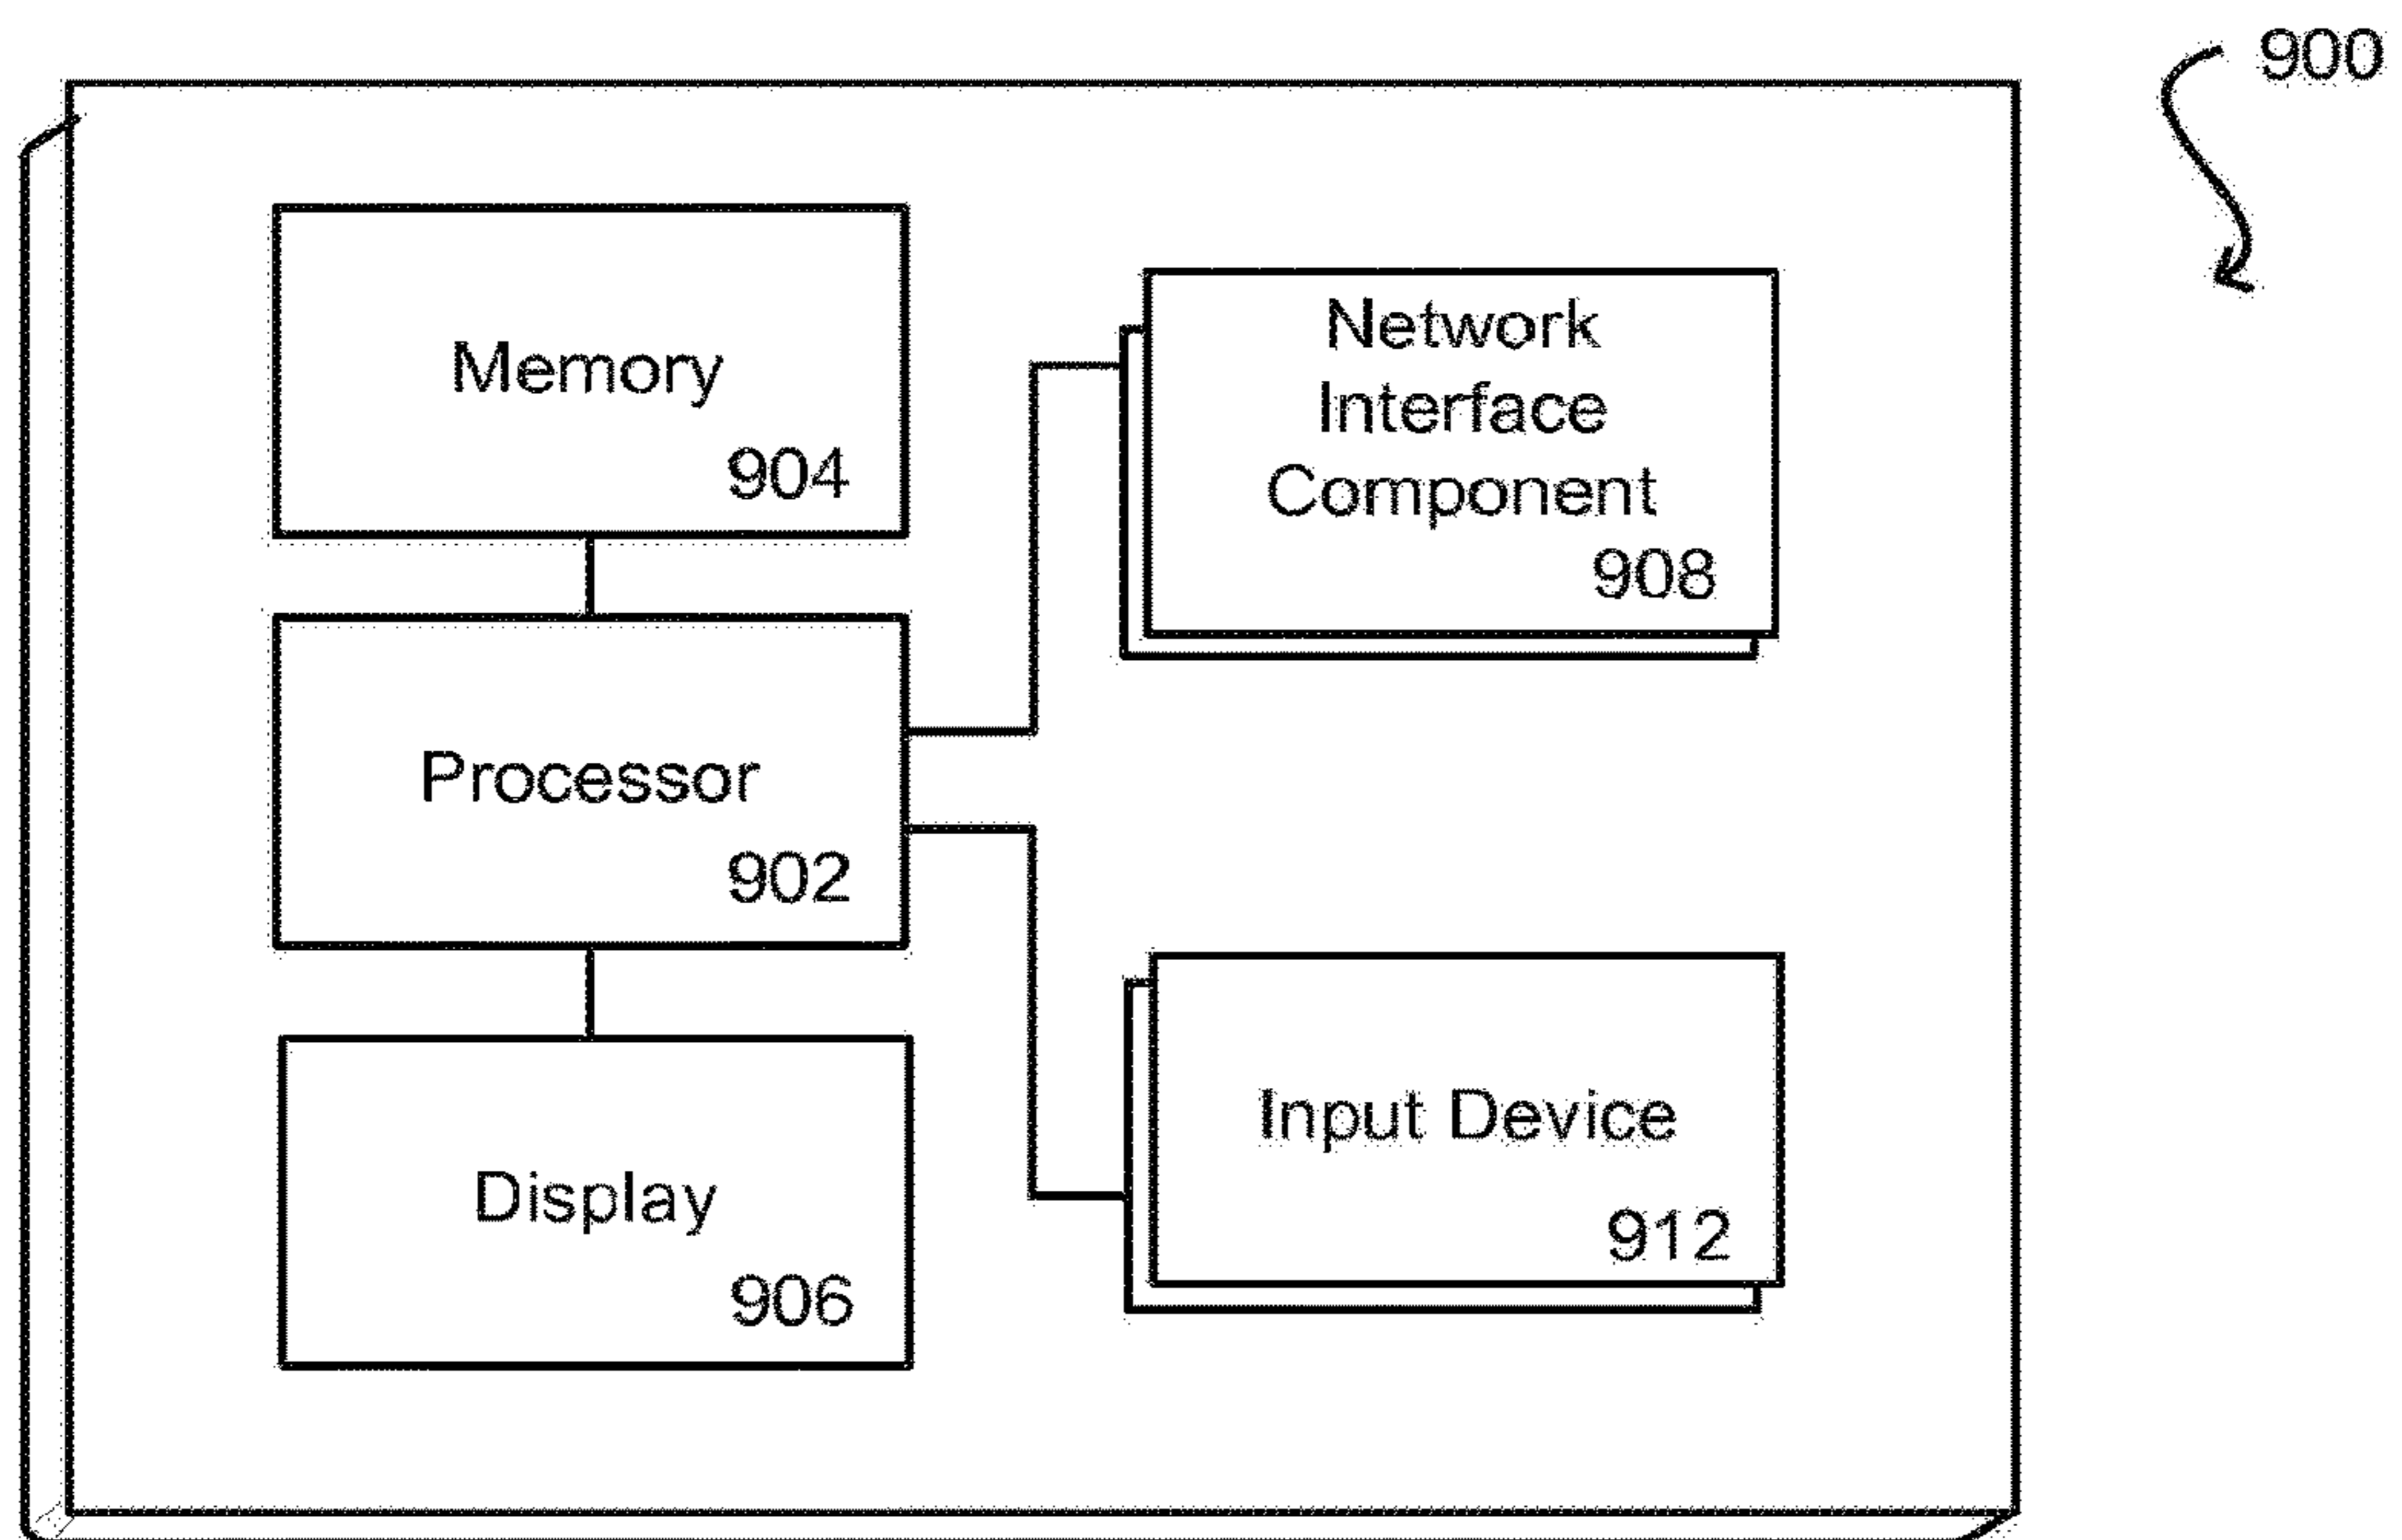 900
Memory
904
Network
Interface
Component
908
Processor
902
Input Device
912
Display
906